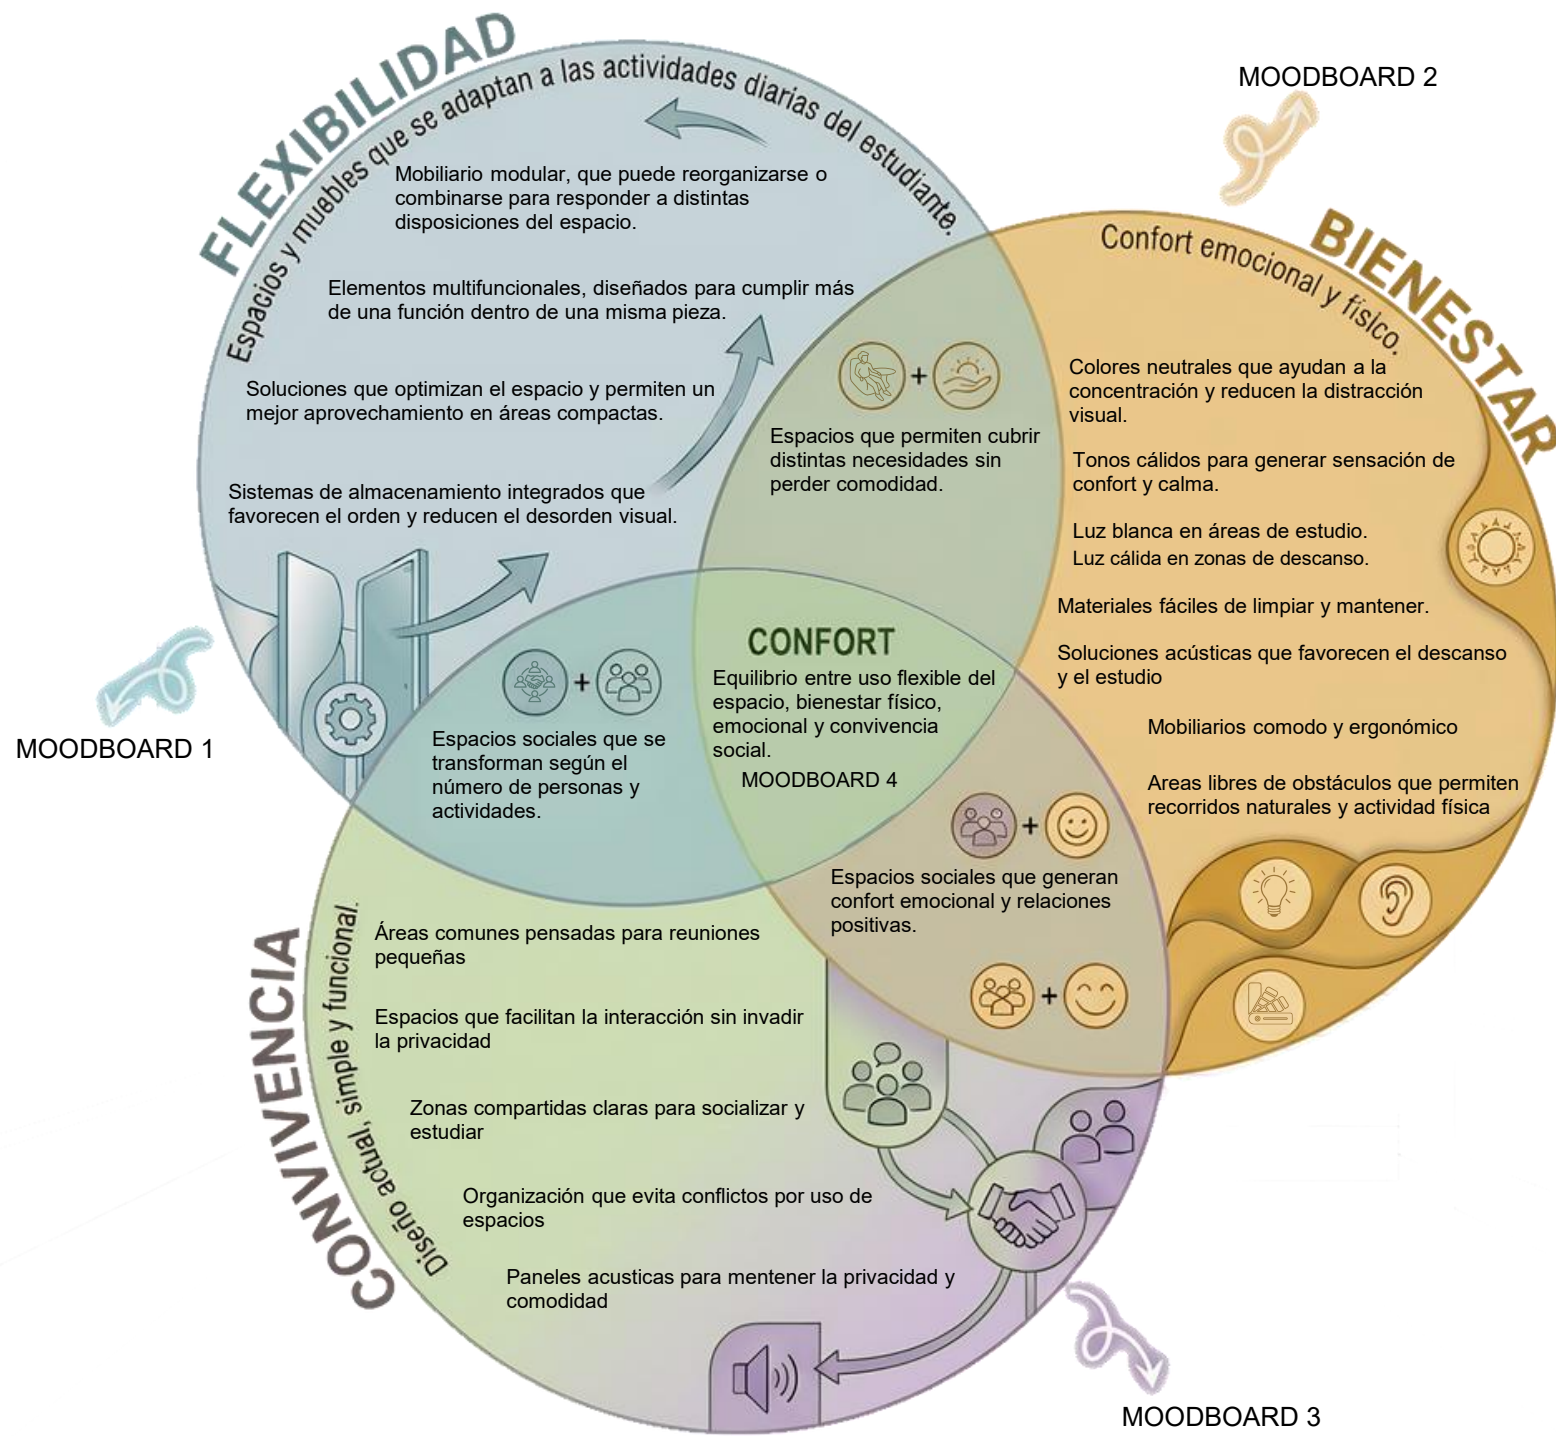 FLEXIBILIDAD
Espacios y muebles que se adaptan a las actividades diarias del estudiante.
Mobiliario modular, que puede reorganizarse o
combinarse para responder a distintas
disposiciones del espacio.
Elementos multifuncionales, diseñados para cumplir más
de una función dentro de una misma pieza.
Soluciones que optimizan el espacio y permiten un
mejor aprovechamiento en áreas compactas.
Sistemas de almacenamiento integrados que
favorecen el orden y reducen el desorden visual.
MOODBOARD 1
MOODBOARD 2
BIENESTAR
Confort emocional y físico.
Colores neutrales que ayudan a la
concentración y reducen la distracción
visual.
Tonos cálidos para generar sensación de
confort y calma.
Luz blanca en áreas de estudio.
Luz cálida en zonas de descanso.
Materiales fáciles de limpiar y mantener.
Soluciones acústicas que favorecen el descanso
y el estudio
Mobiliarios comodo y ergonómico
Areas libres de obstáculos que permiten
recorridos naturales y actividad física
+
Espacios que permiten cubrir
distintas necesidades sin
perder comodidad.
CONFORT
Equilibrio entre uso flexible del
espacio, bienestar físico,
emocional y convivencia
social.
MOODBOARD 4
+
Espacios sociales que se
transforman según el
número de personas y
actividades.
+
Espacios sociales que generan
confort emocional y relaciones
positivas.
+
CONVIVENCIA
Diseño actual, simple y funcional.
Áreas comunes pensadas para reuniones
pequeñas
Espacios que facilitan la interacción sin invadir
la privacidad
Zonas compartidas claras para socializar y
estudiar
Organización que evita conflictos por uso de
espacios
Paneles acusticas para mentener la privacidad y
comodidad
MOODBOARD 3